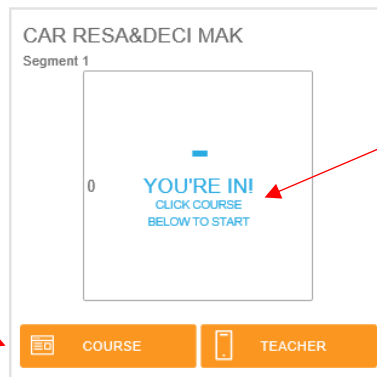 CAR RESA&DECI MAK
Segment 1
0
YOU'RE IN!
CLICK COURSE
BELOW TO START
COURSE
TEACHER